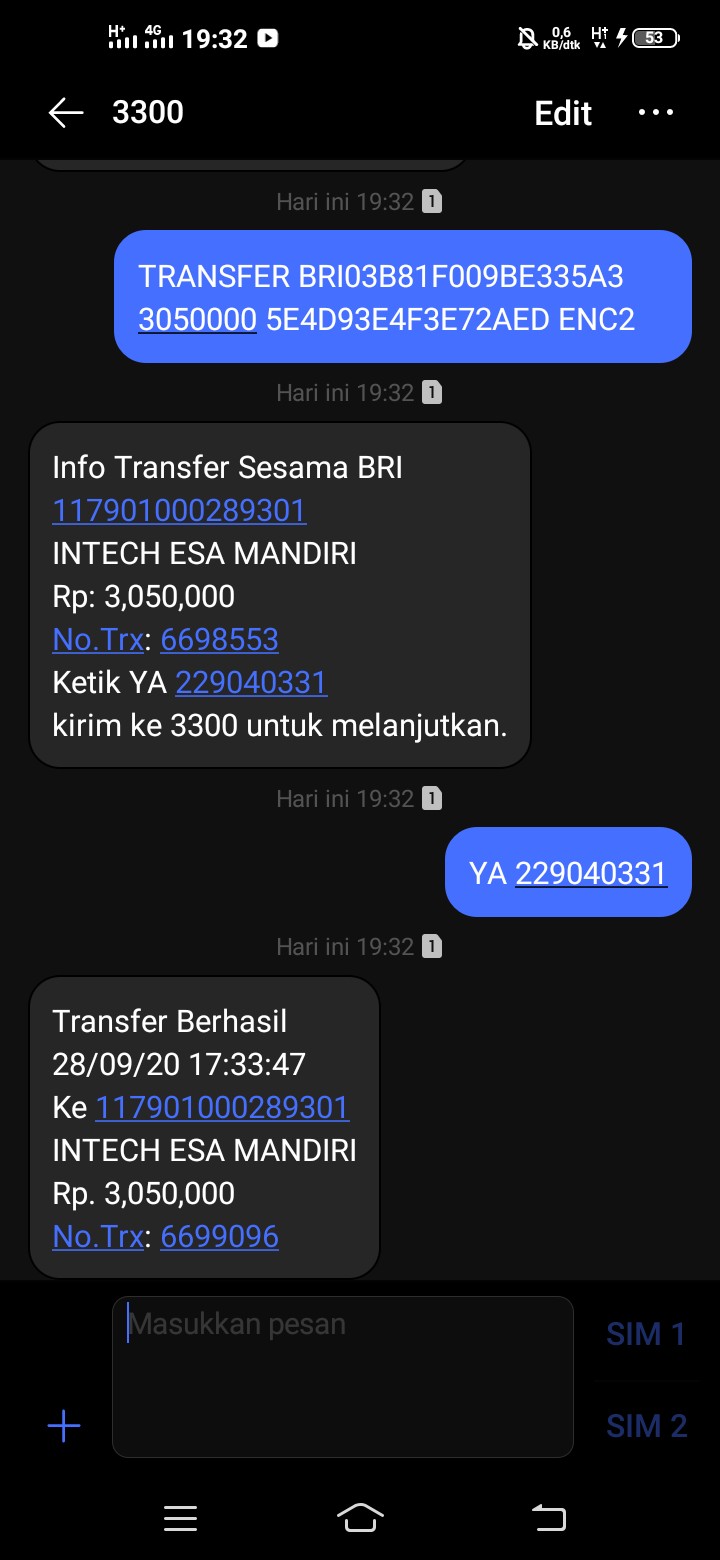 H+ 4G 19:32 0,6 KB/dtk H† 53
3300 Edit
Hari ini 19:32 1
TRANSFER BRI03B81F009BE335A3
3050000 5E4D93E4F3E72AED ENC2
Hari ini 19:32 1
Info Transfer Sesama BRI
117901000289301
INTECH ESA MANDIRI
Rp: 3,050,000
No.Trx: 6698553
Ketik YA 229040331
kirim ke 3300 untuk melanjutkan.
Hari ini 19:32 1
YA 229040331
Hari ini 19:32 1
Transfer Berhasil
28/09/20 17:33:47
Ke 117901000289301
INTECH ESA MANDIRI
Rp. 3,050,000
No.Trx: 6699096
Masukkan pesan
SIM 1
SIM 2